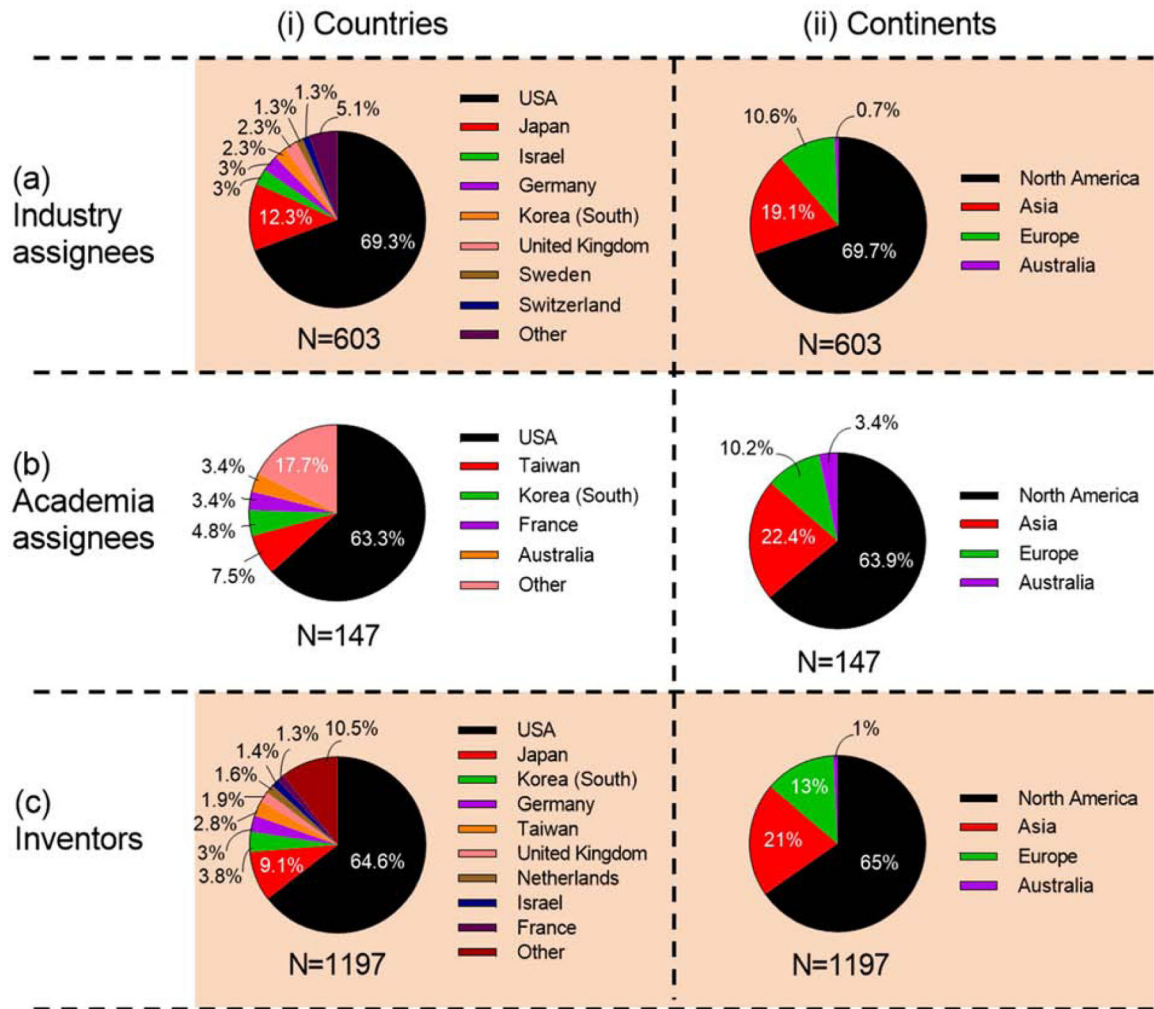 (i) Countries
(ii) Continents
(a)
Industry
assignees
1.3%
1.3%
5.1%
2.3%
2.3%
3%
3%
12.3%
69.3%
N=603
USA
Japan
Israel
Germany
Korea (South)
United Kingdom
Sweden
Switzerland
Other
10.6%
0.7%
19.1%
69.7%
N=603
North America
Asia
Europe
Australia
(b)
Academia
assignees
17.7%
3.4%
3.4%
4.8%
7.5%
63.3%
N=147
USA
Taiwan
Korea (South)
France
Australia
Other
10.2%
3.4%
22.4%
63.9%
N=147
North America
Asia
Europe
Australia
(c)
Inventors
1.3%
10.5%
1.4%
1.6%
1.9%
2.8%
3%
3.8%
9.1%
64.6%
N=1197
USA
Japan
Korea (South)
Germany
Taiwan
United Kingdom
Netherlands
Israel
France
Other
1%
13%
21%
65%
N=1197
North America
Asia
Europe
Australia